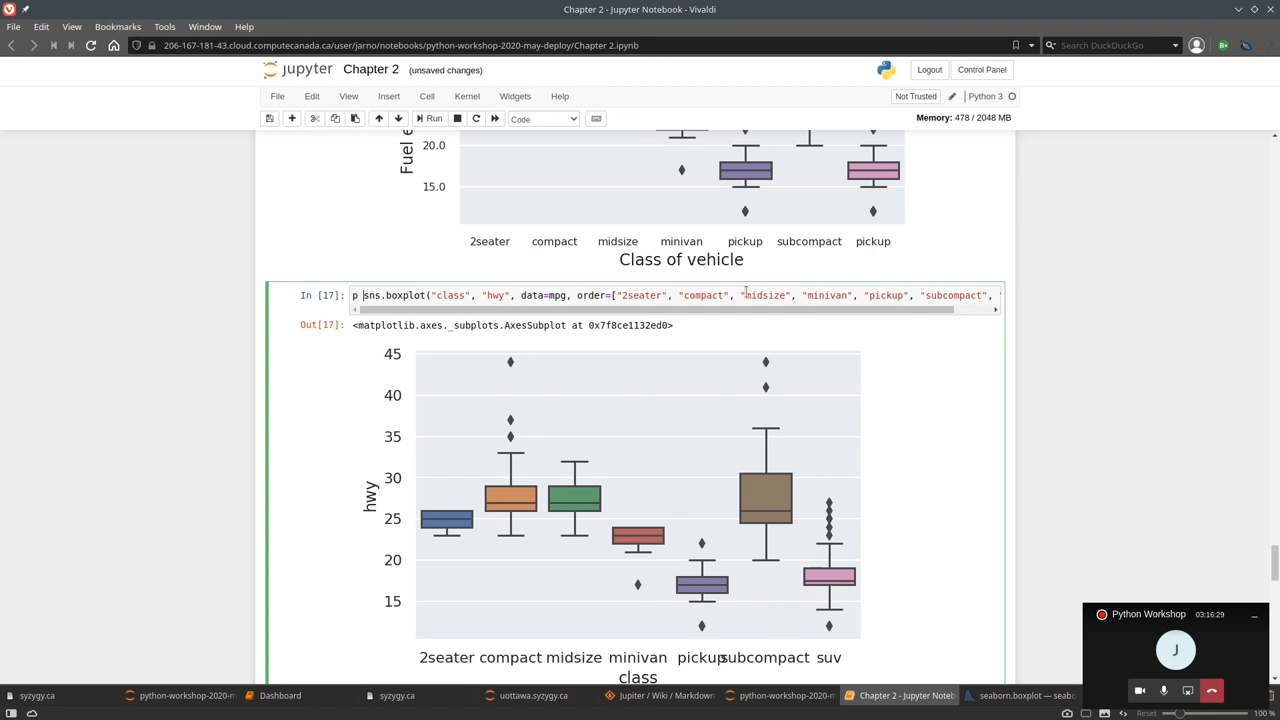 Chapter 2 - Jupyter Notebook - Vivaldi
File Edit View Bookmarks Tools Window Help
206-167-181-43.cloud.computecanada.ca/user/jarno/notebooks/python-workshop-2020-may-deploy/Chapter 2.ipynb
Search DuckDuckGo
jupyter Chapter 2 (unsaved changes)
Logout Control Panel
File Edit View Insert Cell Kernel Widgets Help
Not Trusted Python 3
Run Code Memory: 478 / 2048 MB
Fuel e
20.0
15.0
2seater compact midsize minivan pickup subcompact pickup
Class of vehicle
In [17]: p sns.boxplot("class", "hwy", data=mpg, order=["2seater", "compact", "midsize", "minivan", "pickup", "subcompact", "
Out[17]: <matplotlib.axes._subplots.AxesSubplot at 0x7f8ce1132ed0>
45
40
35
30
25
20
15
hwy
2seater compact midsize minivan pickup subcompact suv
class
Python Workshop 03:16:29
J
syzygy.ca python-workshop-2020-m Dashboard syzygy.ca uottawa.syzygy.ca Jupiter / Wiki / Markdown python-workshop-2020-m Chapter 2 - Jupyter Noteb seaborn.boxplot — seabo
Reset 100 %